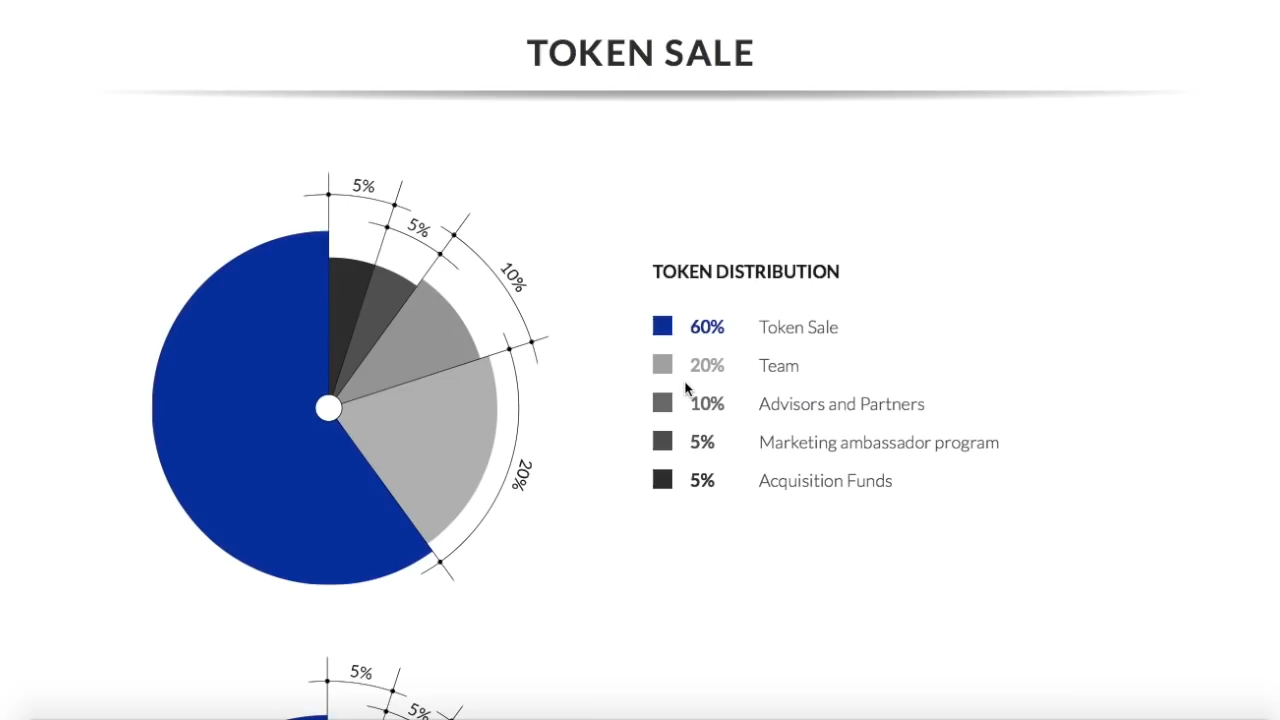 TOKEN SALE
5%
5%
10%
20%
TOKEN DISTRIBUTION
60% Token Sale
20% Team
10% Advisors and Partners
5% Marketing ambassador program
5% Acquisition Funds
5%
5%